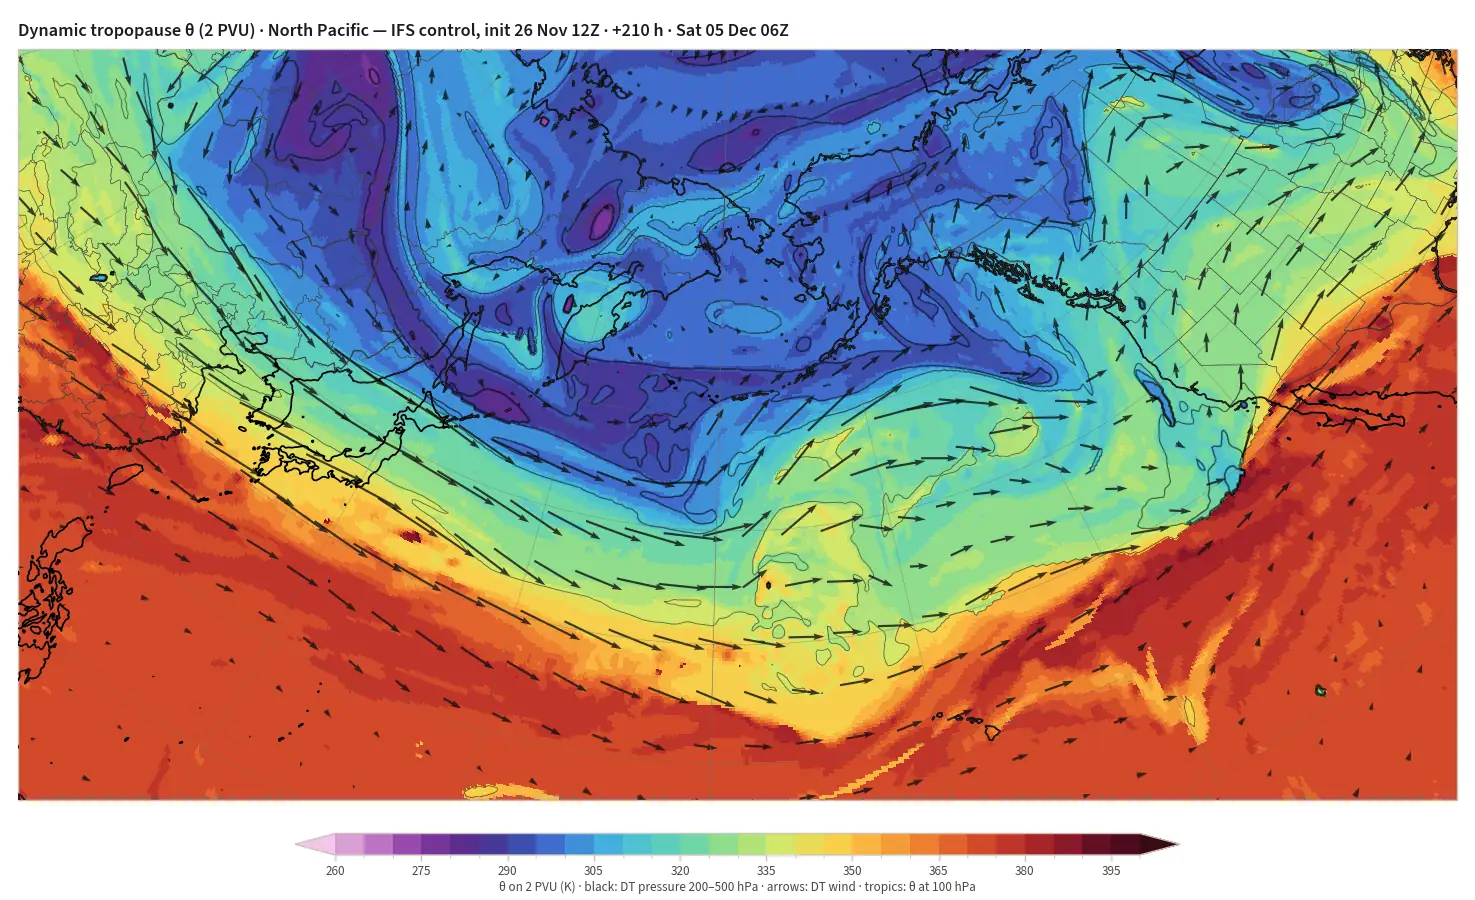 Dynamic tropopause θ (2 PVU) · North Pacific — IFS control, init 26 Nov 12Z · +210 h · Sat 05 Dec 06Z
260 275 290 305 320 335 350 365 380 395
θ on 2 PVU (K) · black: DT pressure 200–500 hPa · arrows: DT wind · tropics: θ at 100 hPa